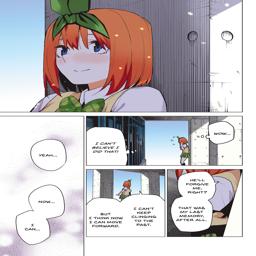 NOW...
I CAN'T
BELIEVE I
DID THAT!
YEAH...
NOW...
I
CAN...
HE'LL
FORGIVE
ME,
RIGHT?
THAT WAS
MY LAST
MEMORY,
AFTER ALL.
I CAN'T
KEEP
CLINGING
TO THE
PAST.
BUT
I THINK NOW
I CAN MOVE
FORWARD.